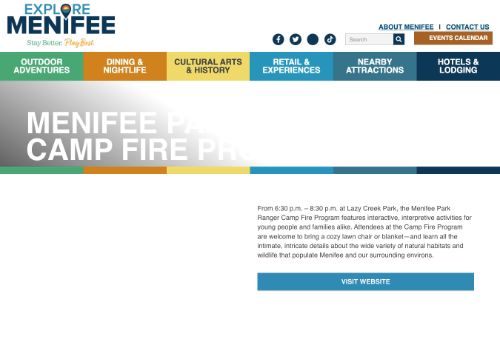 EXPLORE
MENIFEE
Stay Better. Play Best.
ABOUT MENIFEE | CONTACT US
Search
EVENTS CALENDAR
OUTDOOR
ADVENTURES
DINING &
NIGHTLIFE
CULTURAL ARTS
& HISTORY
RETAIL &
EXPERIENCES
NEARBY
ATTRACTIONS
HOTELS &
LODGING
MENIFEE PA
CAMP FIRE PRO
From 6:30 p.m. – 8:30 p.m. at Lazy Creek Park, the Menifee Park
Ranger Camp Fire Program features interactive, interpretive activities for
young people and families alike. Attendees at the Camp Fire Program
are welcome to bring a cozy lawn chair or blanket—and learn all the
intimate, intricate details about the wide variety of natural habitats and
wildlife that populate Menifee and our surrounding environs.
VISIT WEBSITE